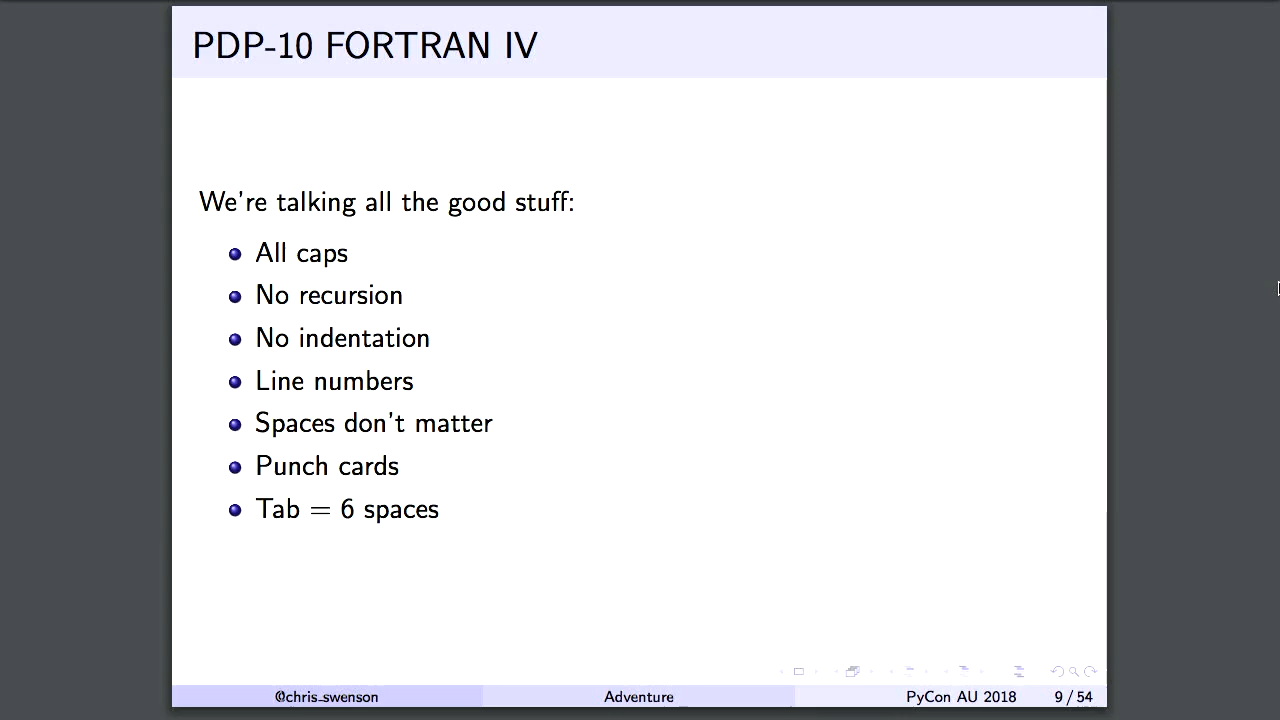 PDP-10 FORTRAN IV
We're talking all the good stuff:
All caps
No recursion
No indentation
Line numbers
Spaces don't matter
Punch cards
Tab = 6 spaces
@chris_swenson Adventure PyCon AU 2018 9 / 54